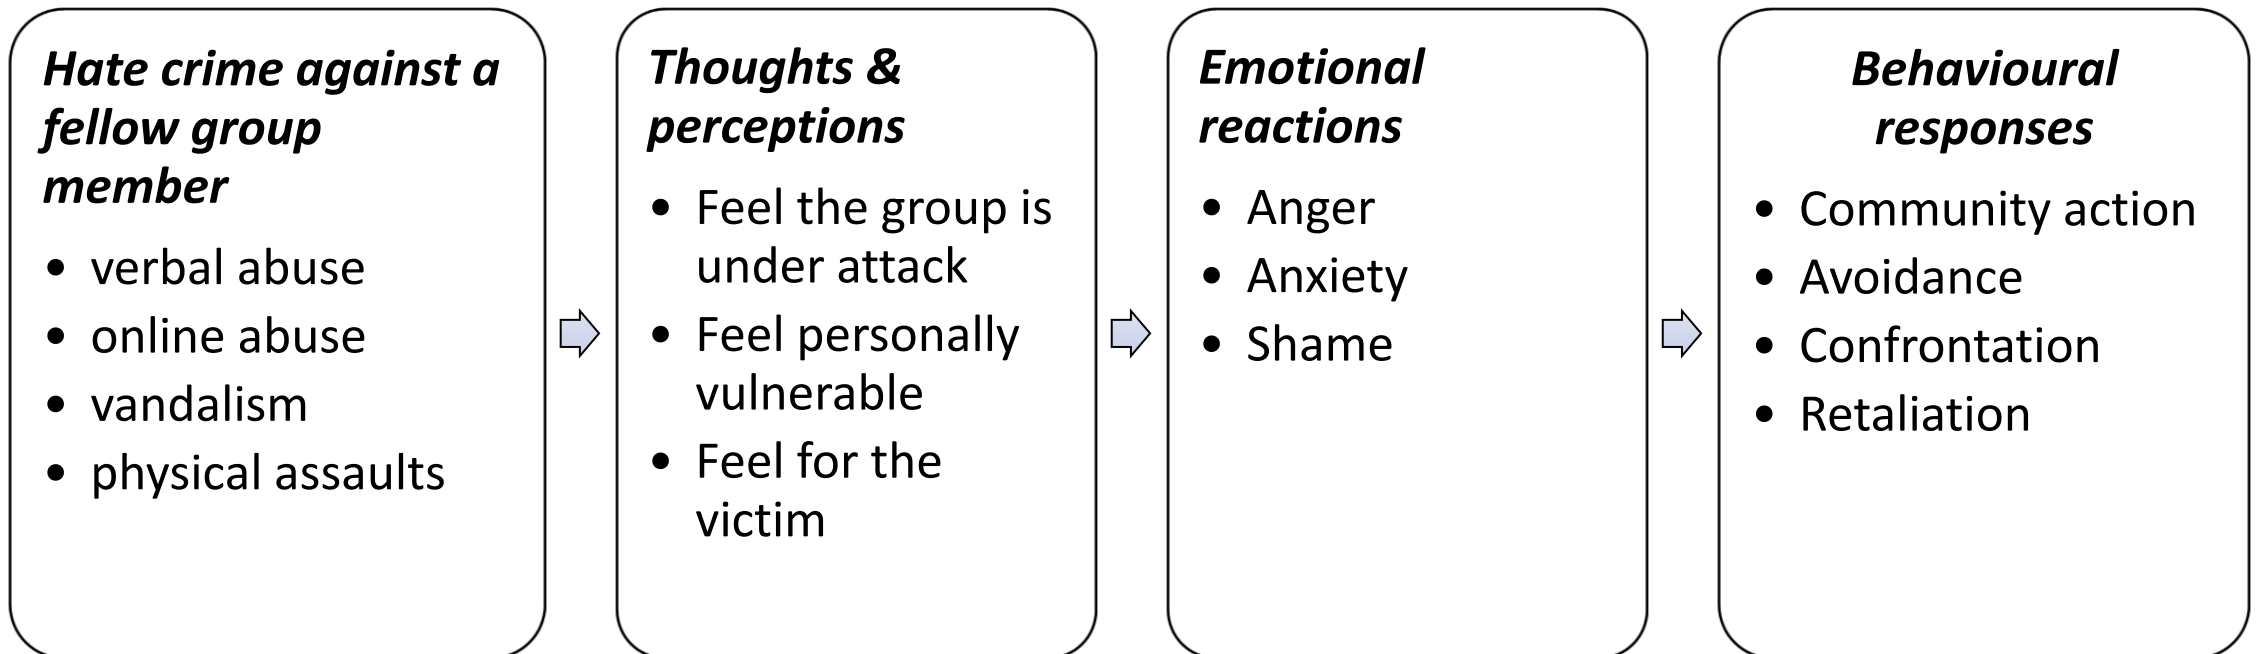 Hate crime against a
fellow group
member
• verbal abuse
• online abuse
• vandalism
• physical assaults
Thoughts &
perceptions
• Feel the group is
under attack
• Feel personally
vulnerable
• Feel for the
victim
Emotional
reactions
• Anger
• Anxiety
• Shame
Behavioural
responses
• Community action
• Avoidance
• Confrontation
• Retaliation